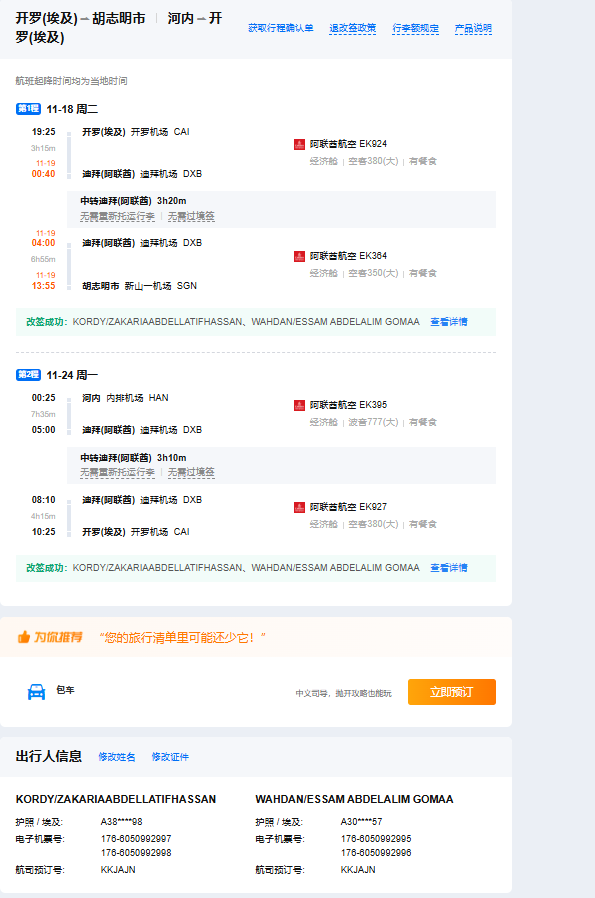 开罗(埃及)⇀胡志明市 | 河内⇀开
罗(埃及)
获取行程确认单 退改签政策 行李额规定 产品说明
航班起降时间均为当地时间
第1程 11-18 周二
19:25 开罗(埃及) 开罗机场 CAI
3h15m
阿联酋航空 EK924
经济舱 | 空客380(大) | 有餐食
11-19
00:40 迪拜(阿联酋) 迪拜机场 DXB
中转迪拜(阿联酋) 3h20m
无需重新托运行李 | 无需过境签
11-19
04:00 迪拜(阿联酋) 迪拜机场 DXB
6h55m
阿联酋航空 EK364
经济舱 | 空客350(大) | 有餐食
11-19
13:55 胡志明市 新山一机场 SGN
改签成功: KORDY/ZAKARIAABDELLATIFHASSAN、WAHDAN/ESSAM ABDELALIM GOMAA 查看详情
第2程 11-24 周一
00:25 河内 内排机场 HAN
7h35m
阿联酋航空 EK395
经济舱 | 波音777(大) | 有餐食
05:00 迪拜(阿联酋) 迪拜机场 DXB
中转迪拜(阿联酋) 3h10m
无需重新托运行李 | 无需过境签
08:10 迪拜(阿联酋) 迪拜机场 DXB
4h15m
阿联酋航空 EK927
经济舱 | 空客380(大) | 有餐食
10:25 开罗(埃及) 开罗机场 CAI
改签成功: KORDY/ZAKARIAABDELLATIFHASSAN、WAHDAN/ESSAM ABDELALIM GOMAA 查看详情
为你推荐 “您的旅行清单里可能还少它！”
包车 中文司导，抛开攻略也能玩 立即预订
出行人信息 修改姓名 修改证件
KORDY/ZAKARIAABDELLATIFHASSAN
护照 / 埃及: A38****98
电子机票号: 176-6050992997
176-6050992998
航司预订号: KKJAJN
WAHDAN/ESSAM ABDELALIM GOMAA
护照 / 埃及: A30****57
电子机票号: 176-6050992995
176-6050992996
航司预订号: KKJAJN